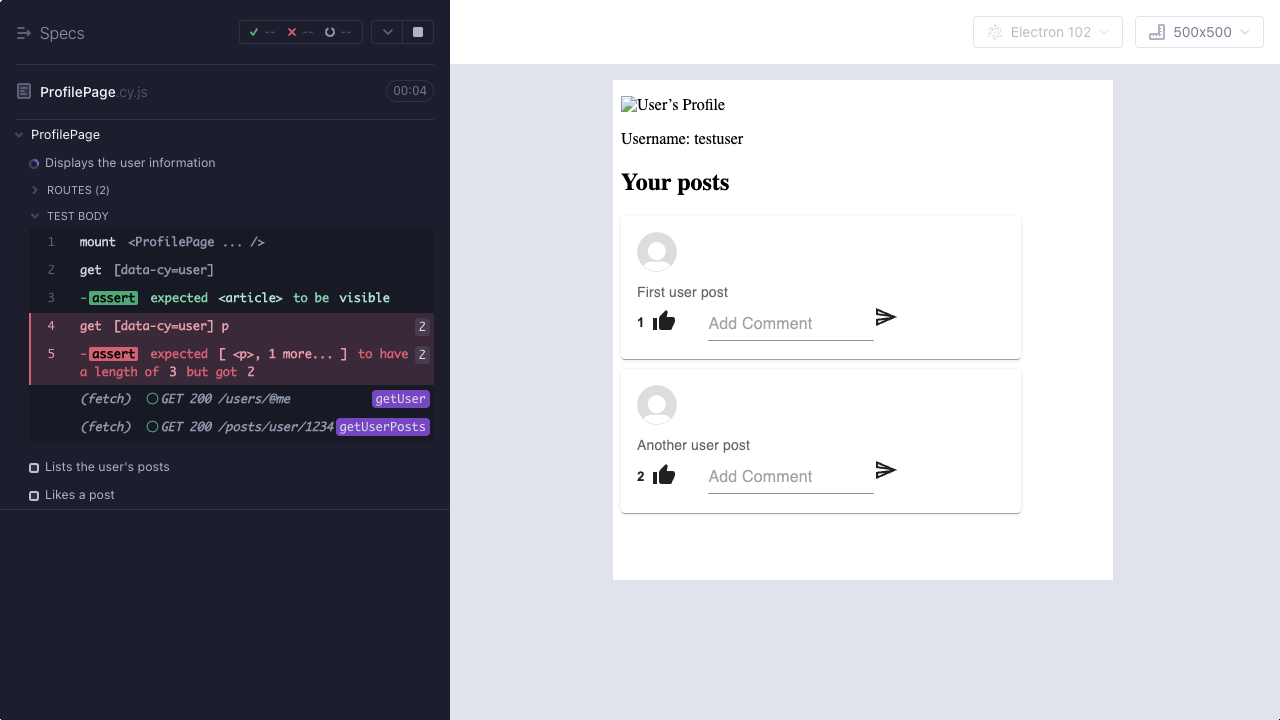 Specs
-- -- --
ProfilePage.cy.js
00:04
ProfilePage
Displays the user information
ROUTES (2)
TEST BODY
1 mount <ProfilePage ... />
2 get [data-cy=user]
3 -assert expected <article> to be visible
4 get [data-cy=user] p 2
5 -assert expected [ <p>, 1 more... ] to have 2
a length of 3 but got 2
(fetch) GET 200 /users/@me getUser
(fetch) GET 200 /posts/user/1234 getUserPosts
Lists the user's posts
Likes a post
Electron 102
500x500
User’s Profile
Username: testuser
Your posts
First user post
1 Add Comment
Another user post
2 Add Comment